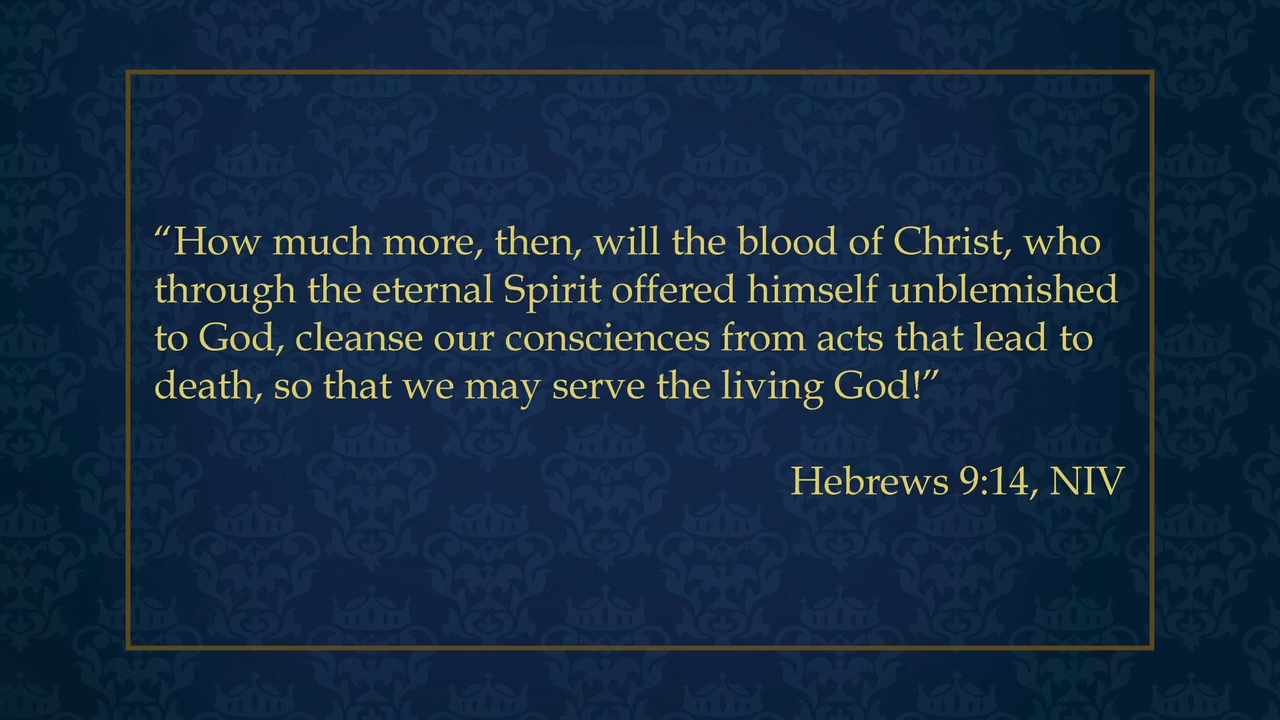 “How much more, then, will the blood of Christ, who
through the eternal Spirit offered himself unblemished
to God, cleanse our consciences from acts that lead to
death, so that we may serve the living God!”
Hebrews 9:14, NIV